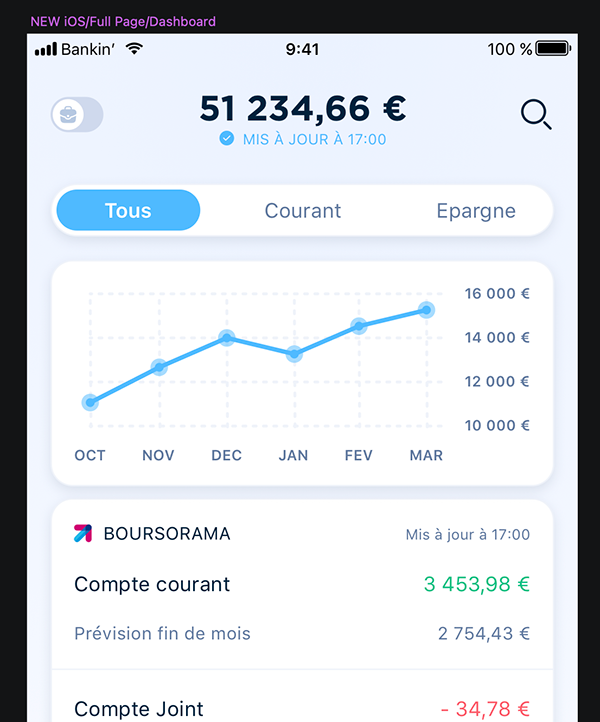 NEW iOS/Full Page/Dashboard
Bankin’ 9:41 100 %
51 234,66 €
MIS À JOUR À 17:00
Tous Courant Epargne
16 000 €
14 000 €
12 000 €
10 000 €
OCT NOV DEC JAN FEV MAR
BOURSORAMA Mis à jour à 17:00
Compte courant 3 453,98 €
Prévision fin de mois 2 754,43 €
Compte Joint - 34,78 €